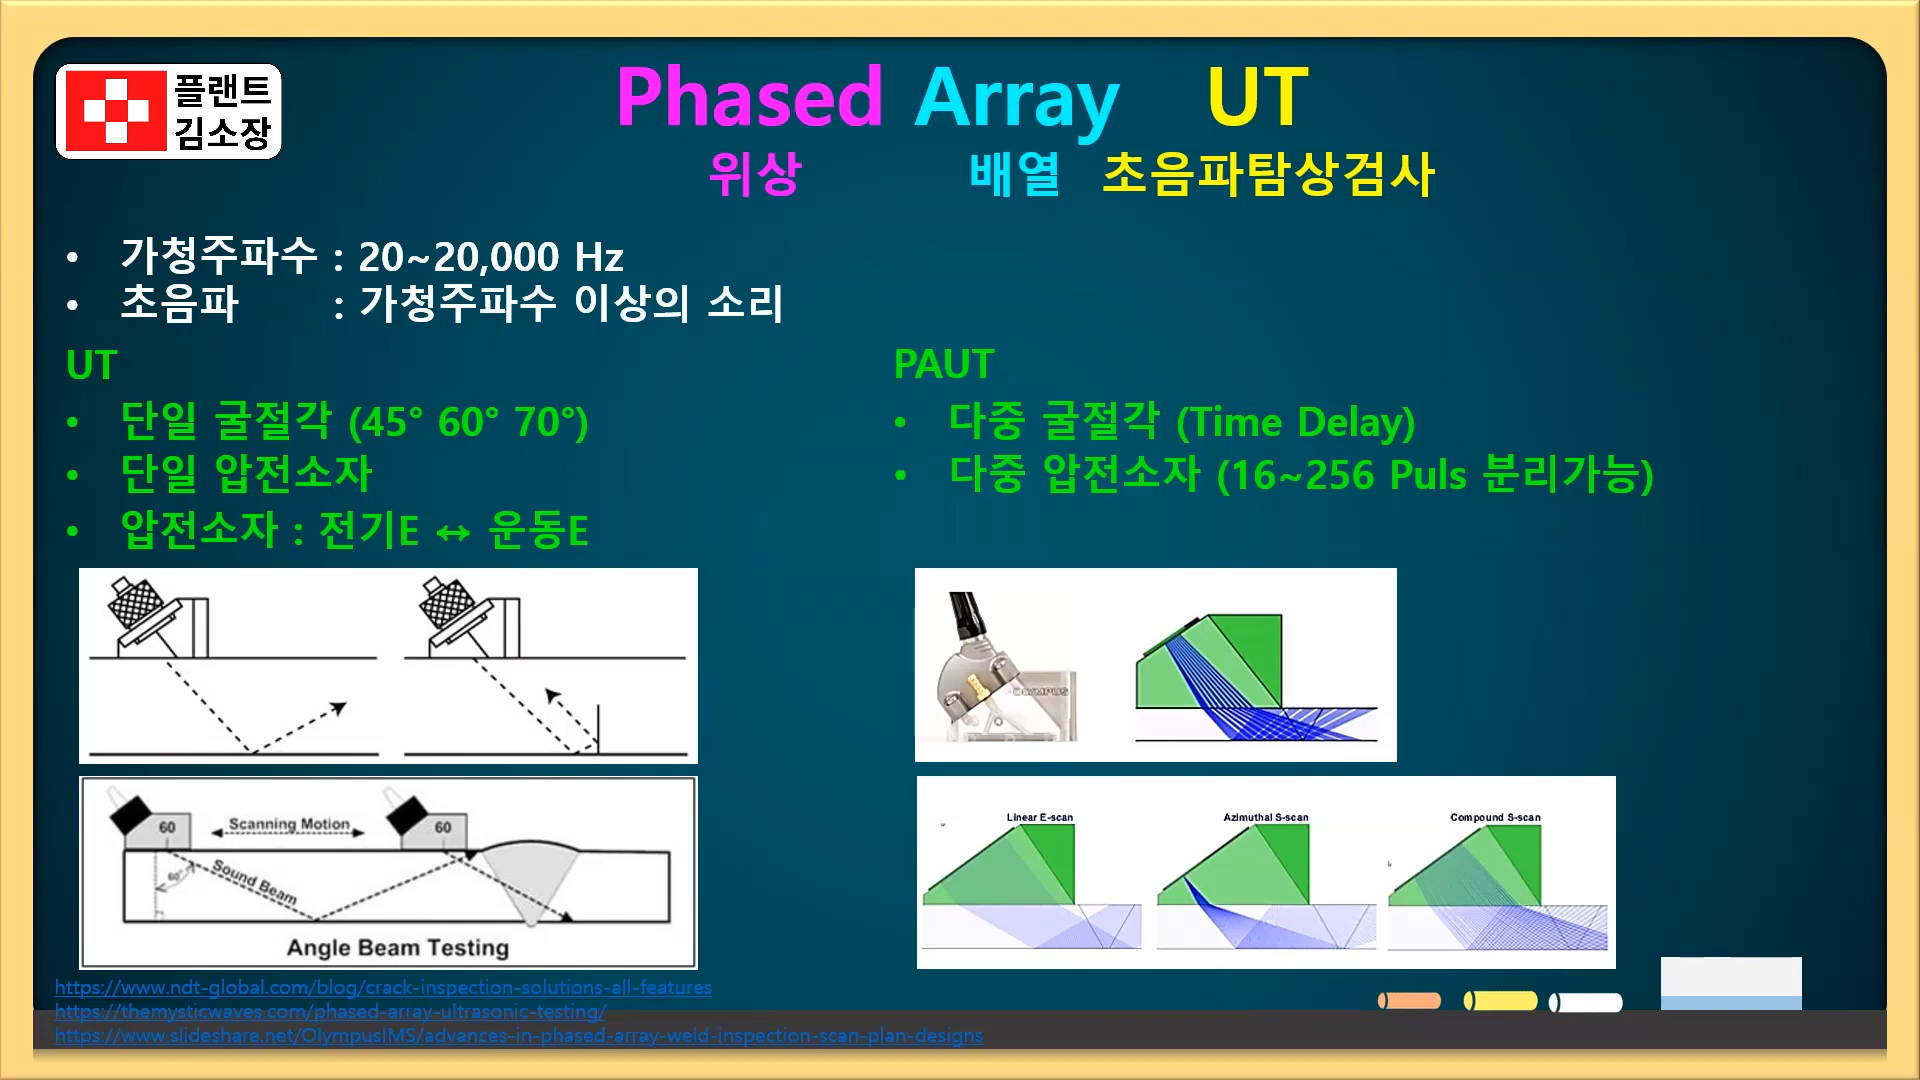 플랜트
김소장
Phased Array UT
위상 배열 초음파탐상검사
• 가청주파수 : 20~20,000 Hz
• 초음파 : 가청주파수 이상의 소리
UT
• 단일 굴절각 (45° 60° 70°)
• 단일 압전소자
• 압전소자 : 전기E ↔ 운동E
PAUT
• 다중 굴절각 (Time Delay)
• 다중 압전소자 (16~256 Puls 분리가능)
OLYMPUS
60
Scanning Motion
60
60°
Sound Beam
Angle Beam Testing
Linear E-scan
Azimuthal S-scan
Compound S-scan
https://www.ndt-global.com/blog/crack-inspection-solutions-all-features
https://themysticwaves.com/phased-array-ultrasonic-testing/
https://www.slideshare.net/OlympusIMS/advances-in-phased-array-weld-inspection-scan-plan-designs